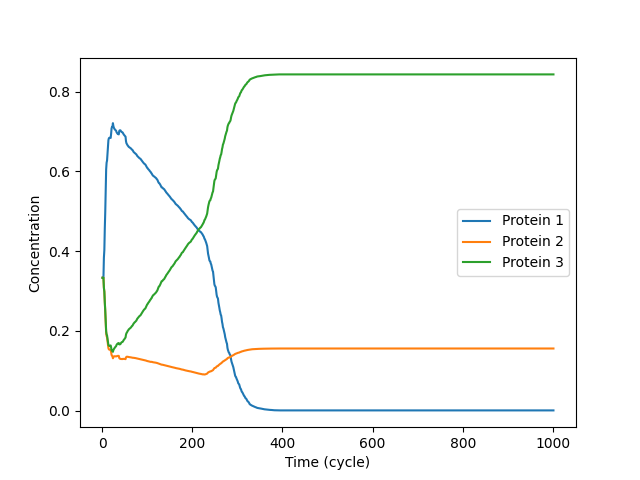 0.8
0.6
0.4
0.2
0.0
Concentration
Protein 1
Protein 2
Protein 3
0 200 400 600 800 1000
Time (cycle)